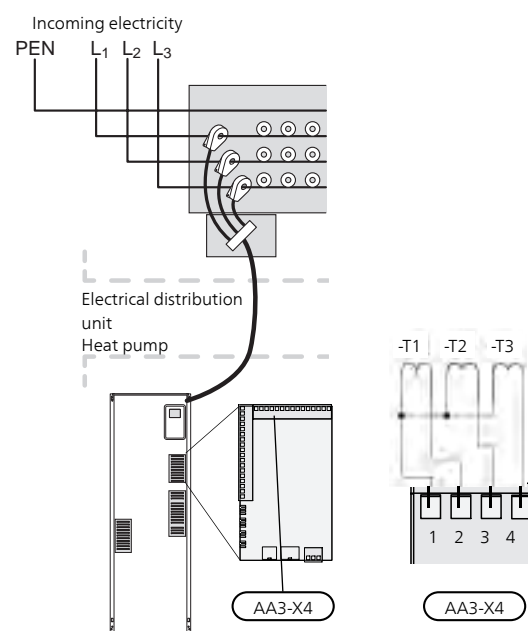 Incoming electricity
PEN L1 L2 L3
Electrical distribution
unit
Heat pump
-T1 -T2 -T3
1 2 3 4
AA3-X4
AA3-X4